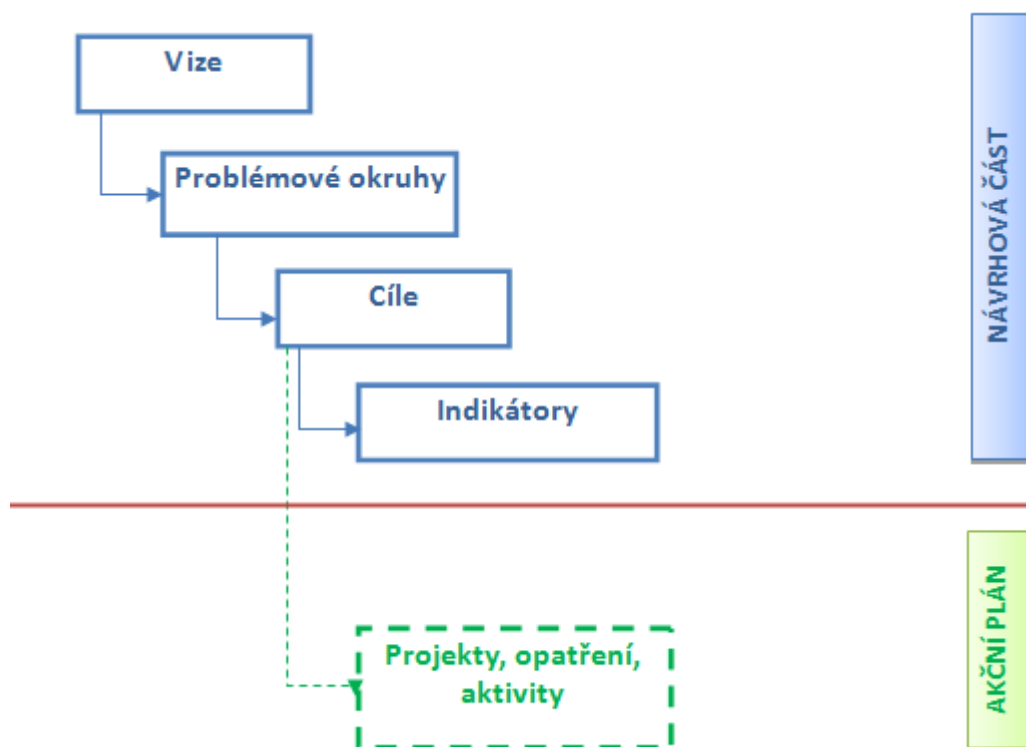 Vize
Problémové okruhy
Cíle
Indikátory
NÁVRHOVÁ ČÁST
Projekty, opatření,
aktivity
AKČNÍ PLÁN